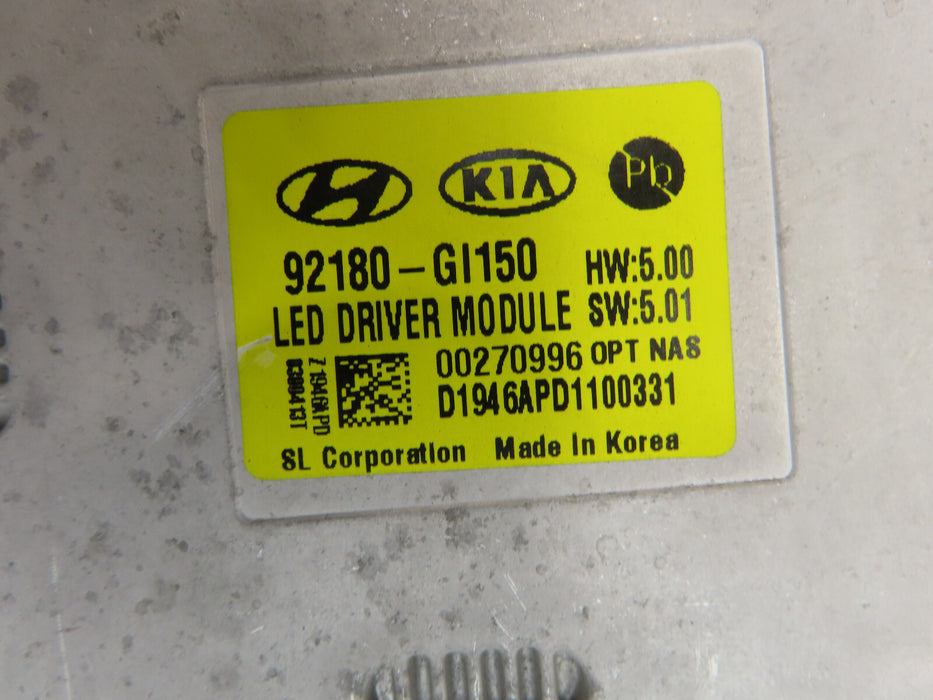 KIA Pb
92180-GI150 HW:5.00
LED DRIVER MODULE SW:5.01
00270996 OPT NAS
D1946APD1100331
SL Corporation Made In Korea